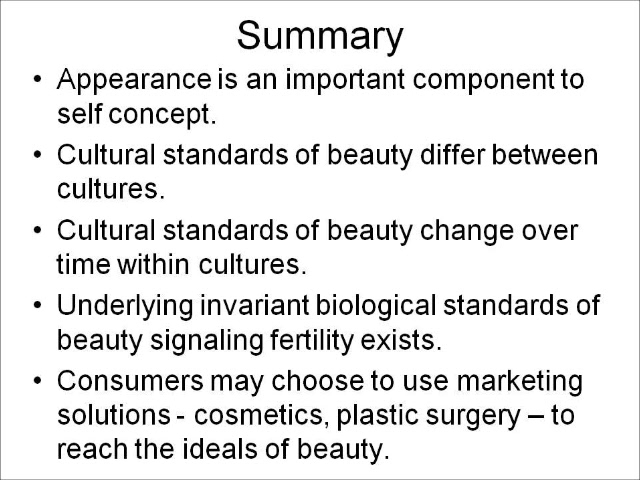 Summary
• Appearance is an important component to
self concept.
• Cultural standards of beauty differ between
cultures.
• Cultural standards of beauty change over
time within cultures.
• Underlying invariant biological standards of
beauty signaling fertility exists.
• Consumers may choose to use marketing
solutions - cosmetics, plastic surgery – to
reach the ideals of beauty.